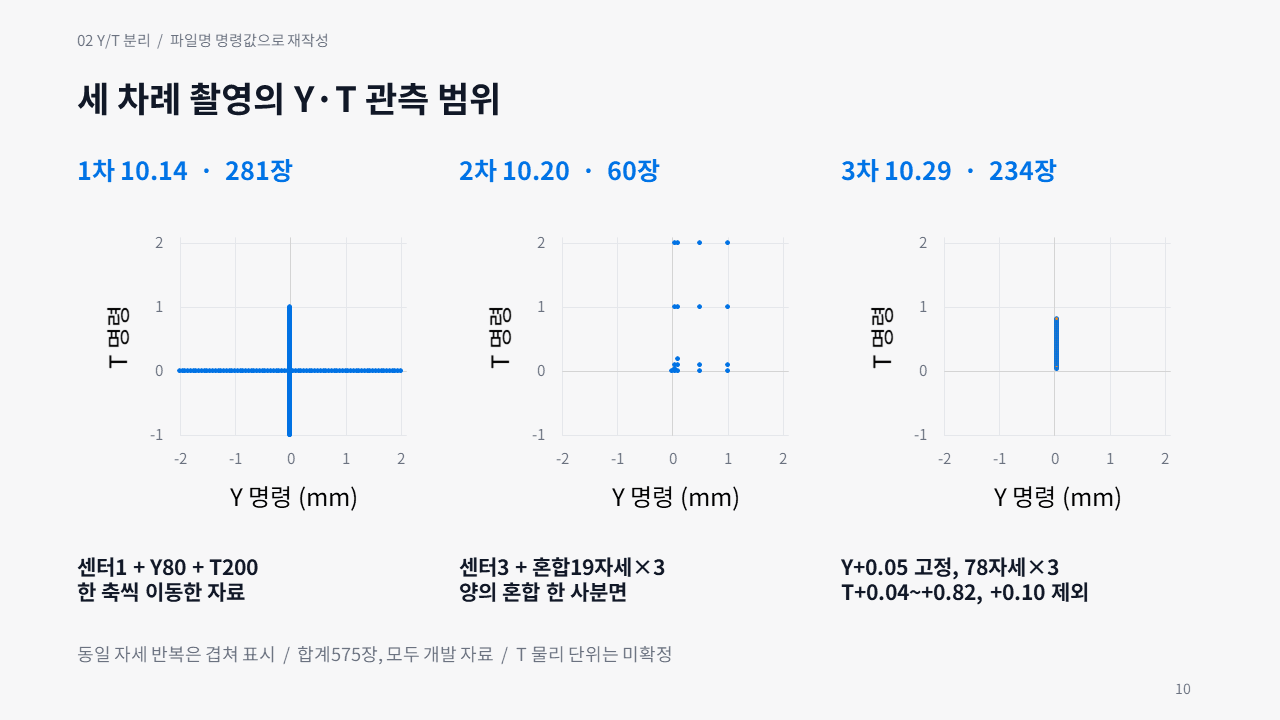 02 Y/T 분리 / 파일명 명령값으로 재작성
세 차례 촬영의 Y·T 관측 범위
1차 10.14 · 281장
2
1
0
-1
T 명령
-2 -1 0 1 2
Y 명령 (mm)
센터1 + Y80 + T200
한 축씩 이동한 자료
2차 10.20 · 60장
2
1
0
-1
T 명령
-2 -1 0 1 2
Y 명령 (mm)
센터3 + 혼합19자세×3
양의 혼합 한 사분면
3차 10.29 · 234장
2
1
0
-1
T 명령
-2 -1 0 1 2
Y 명령 (mm)
Y+0.05 고정, 78자세×3
T+0.04~+0.82, +0.10 제외
동일 자세 반복은 겹쳐 표시 / 합계575장, 모두 개발 자료 / T 물리 단위는 미확정
10